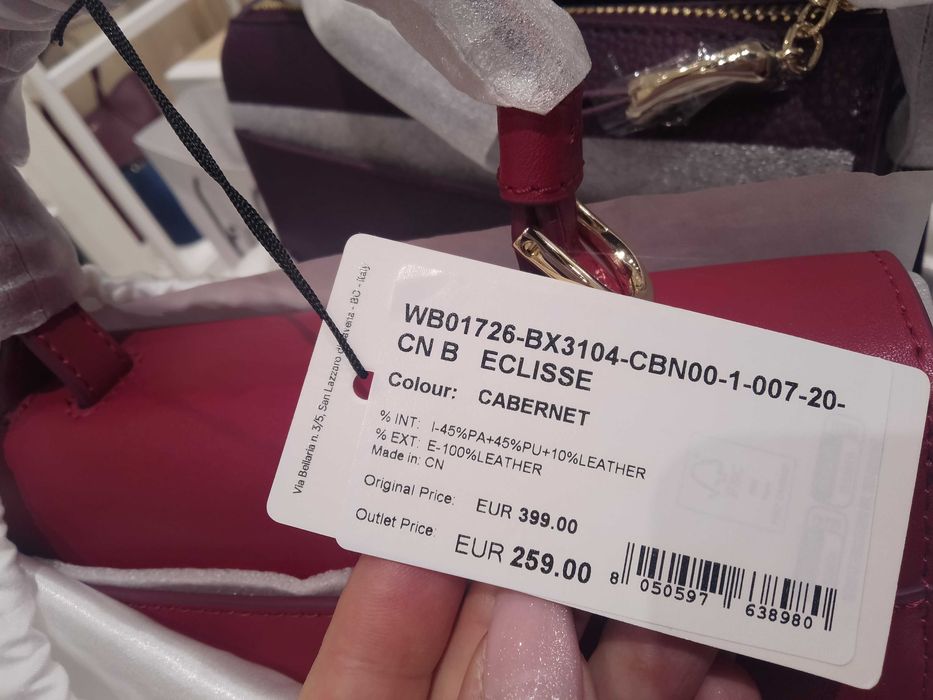 WB01726-BX3104-CBN00-1-007-20-
CN B ECLISSE
Colour: CABERNET
% INT: I-45%PA+45%PU+10%LEATHER
% EXT: E-100%LEATHER
Made in: CN
Original Price: EUR 399.00
Outlet Price: EUR 259.00
8 050597 638980
Via Bellaria n. 3/5, San Lazzaro - BO - Italy